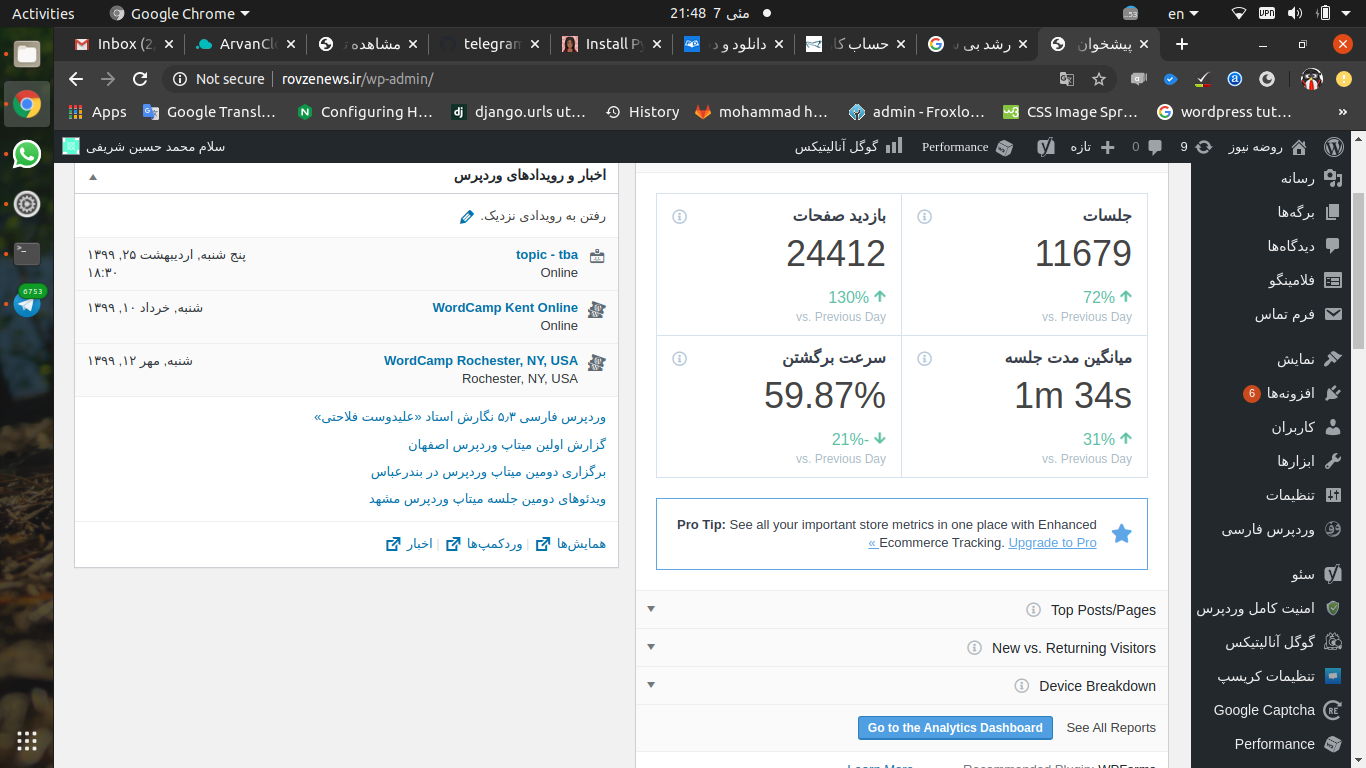 Activities
Google Chrome
21:48 7 مئی
53
en
VPN
Inbox (2
ArvanClo
مشاهده
telegram
Install Py
دانلود و د
حساب کار
رشد بی س
پیشخوان
Not secure | rovzenews.ir/wp-admin/
Apps
Google Transl…
Configuring H…
django.urls ut…
History
mohammad h…
admin - Froxlo…
CSS Image Spr…
wordpress tut…
»
روضه نیوز
9
0
تازه
Performance
گوگل آنالیتیکس
سلام محمد حسین شریفی
رسانه
برگه‌ها
دیدگاه‌ها
فلامینگو
فرم تماس
نمایش
افزونه‌ها 6
کاربران
ابزارها
تنظیمات
وردپرس فارسی
سئو
امنیت کامل وردپرس
گوگل آنالیتیکس
تنظیمات کریسپ
Google Captcha
Performance
جلسات
11679
72%
vs. Previous Day
بازدید صفحات
24412
130%
vs. Previous Day
میانگین مدت جلسه
1m 34s
31%
vs. Previous Day
سرعت برگشتن
59.87%
21%-
vs. Previous Day
Pro Tip: See all your important store metrics in one place with Enhanced
« Ecommerce Tracking. Upgrade to Pro
Top Posts/Pages
New vs. Returning Visitors
Device Breakdown
See All Reports
Go to the Analytics Dashboard
Recommended Plugin: WPForms
Learn More
اخبار و رویدادهای وردپرس
رفتن به رویدادی نزدیک.
topic - tba
Online
پنج شنبه, اردیبهشت ۲۵, ۱۳۹۹
۱۸:۳۰
WordCamp Kent Online
Online
شنبه, خرداد ۱۰, ۱۳۹۹
WordCamp Rochester, NY, USA
Rochester, NY, USA
شنبه, مهر ۱۲, ۱۳۹۹
وردپرس فارسی ۵٫۳ نگارش استاد «علیدوست فلاحتی»
گزارش اولین میتاپ وردپرس اصفهان
برگزاری دومین میتاپ وردپرس در بندرعباس
ویدئوهای دومین جلسه میتاپ وردپرس مشهد
همایش‌ها | وردکمپ‌ها | اخبار
6753